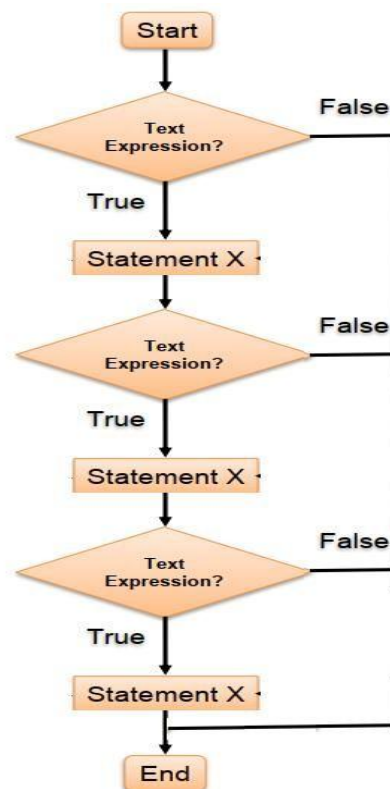 Start
Text
Expression?
False
True
Statement X
Text
Expression?
False
True
Statement X
Text
Expression?
False
True
Statement X
End